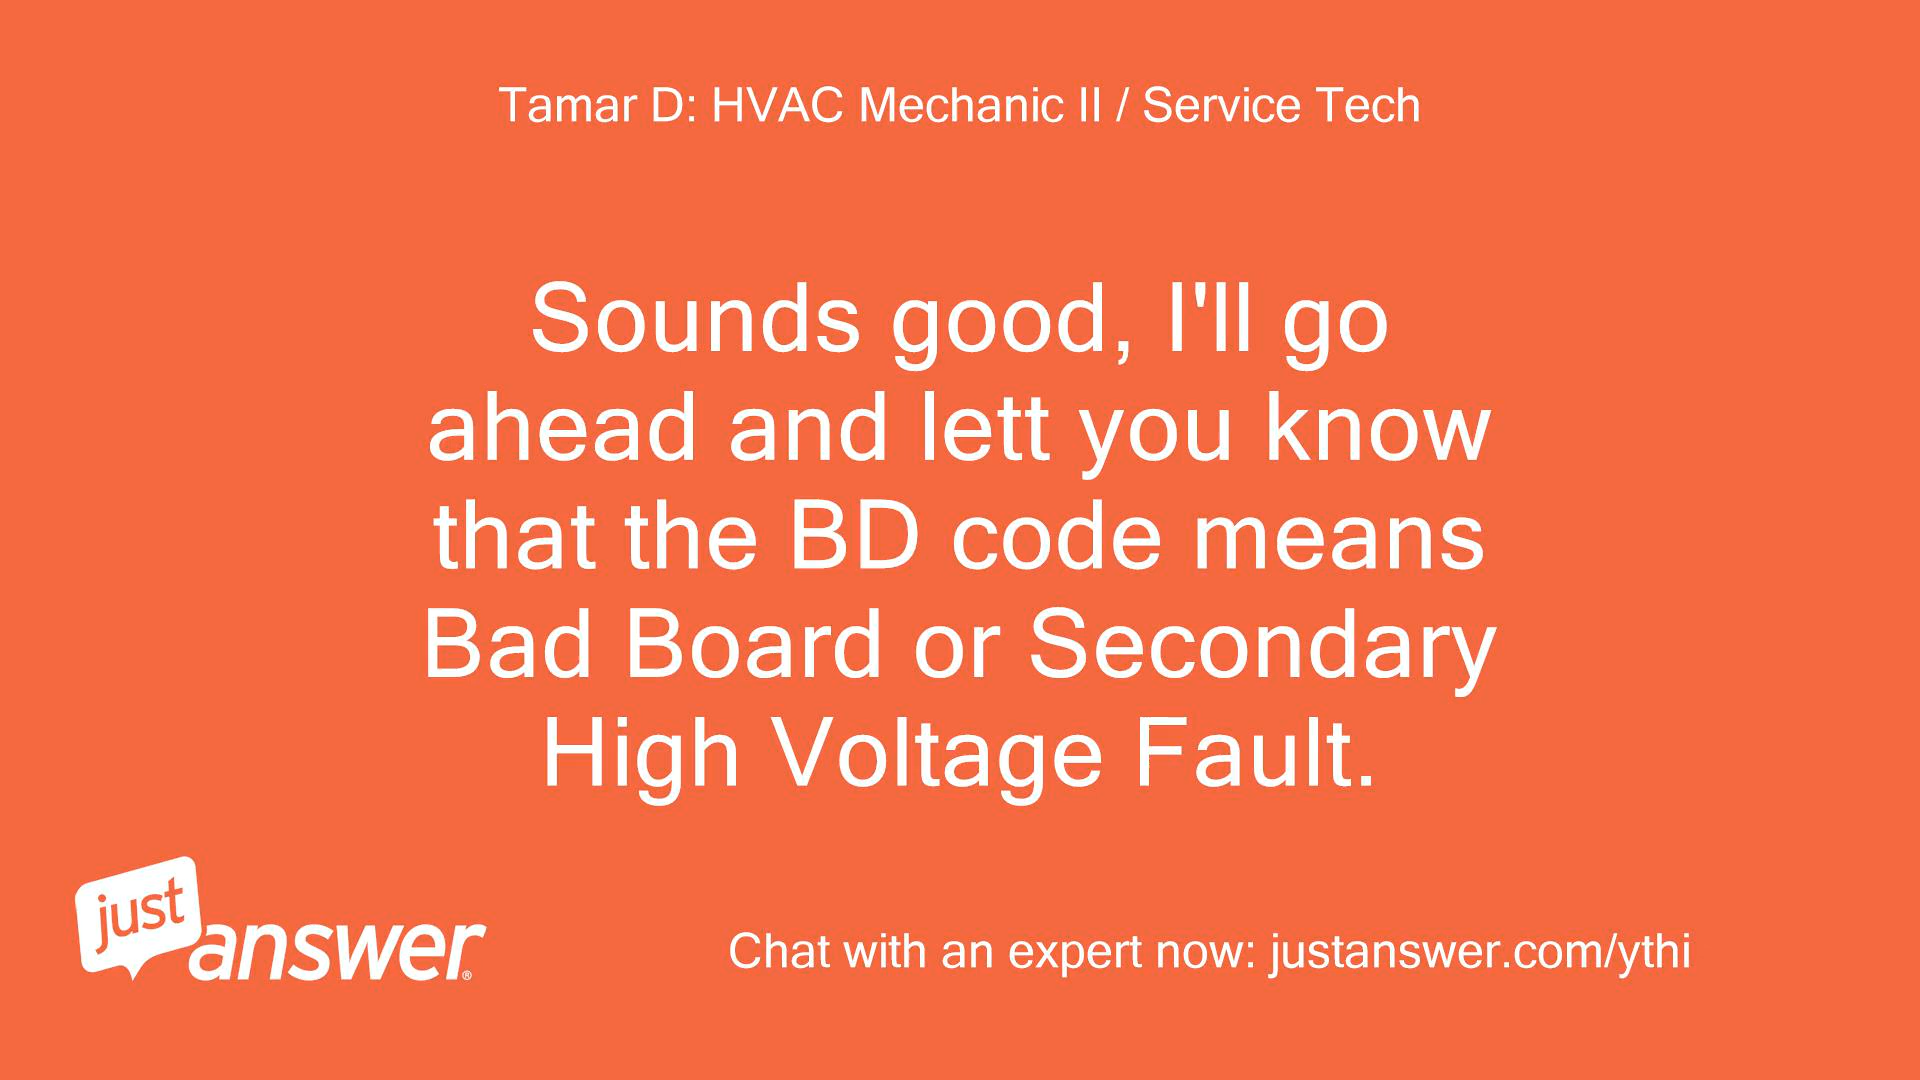 Tamar D: HVAC Mechanic II / Service Tech
Sounds good, I'll go
ahead and lett you know
that the BD code means
Bad Board or Secondary
High Voltage Fault.
just
answer®
Chat with an expert now: justanswer.com/ythi